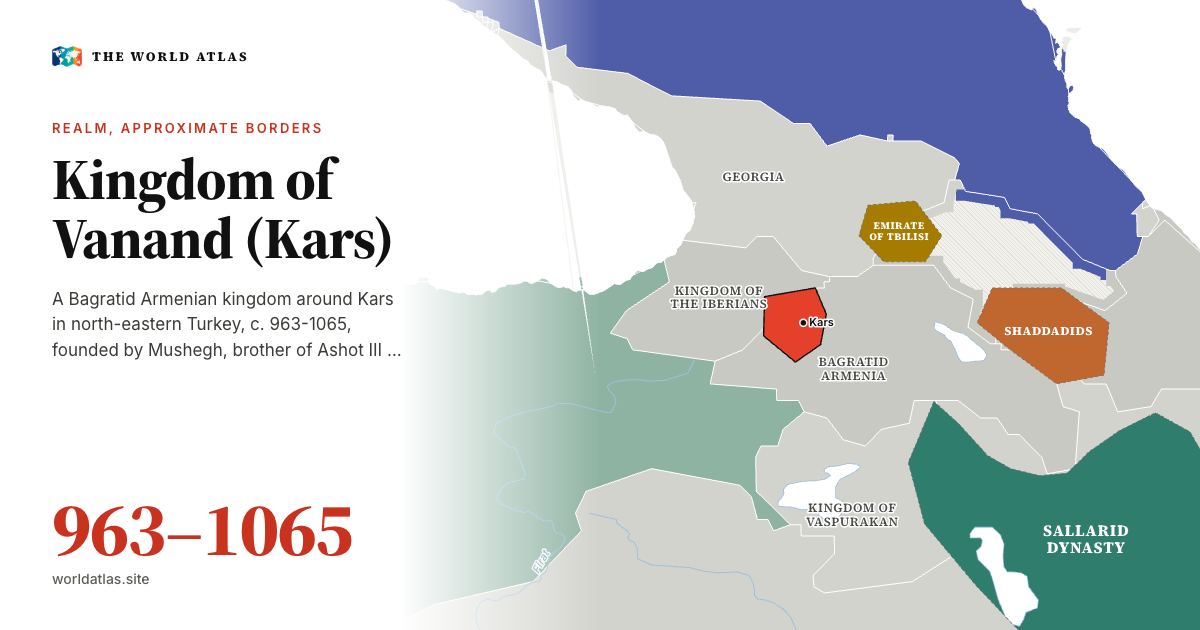 THE WORLD ATLAS
REALM, APPROXIMATE BORDERS
Kingdom of
Vanand (Kars)
A Bagratid Armenian kingdom around Kars
in north-eastern Turkey, c. 963-1065,
founded by Mushegh, brother of Ashot III ...
963–1065
worldatlas.site
GEORGIA
EMIRATE
OF TBILISI
KINGDOM OF
THE IBERIANS
Kars
SHADDADIDS
BAGRATID
ARMENIA
KINGDOM OF
VASPURAKAN
SALLARID
DYNASTY
Fırat